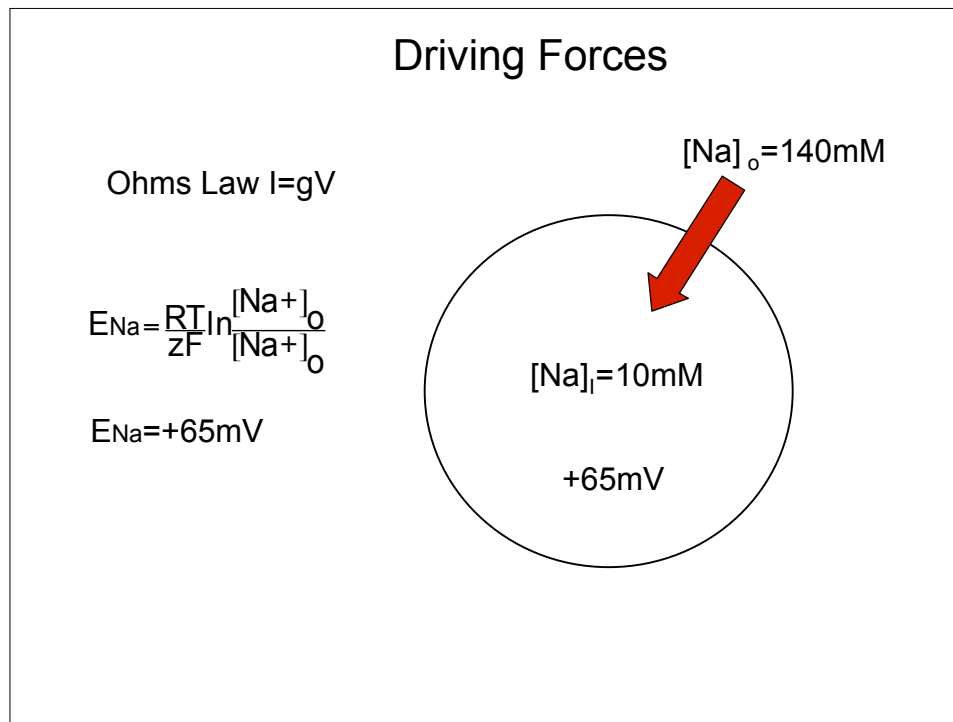 Driving Forces
[Na] o=140mM
Ohms Law I=gV
ENa= RT/zF ln [Na+]o/[Na+]o
[Na]I=10mM
ENa=+65mV
+65mV